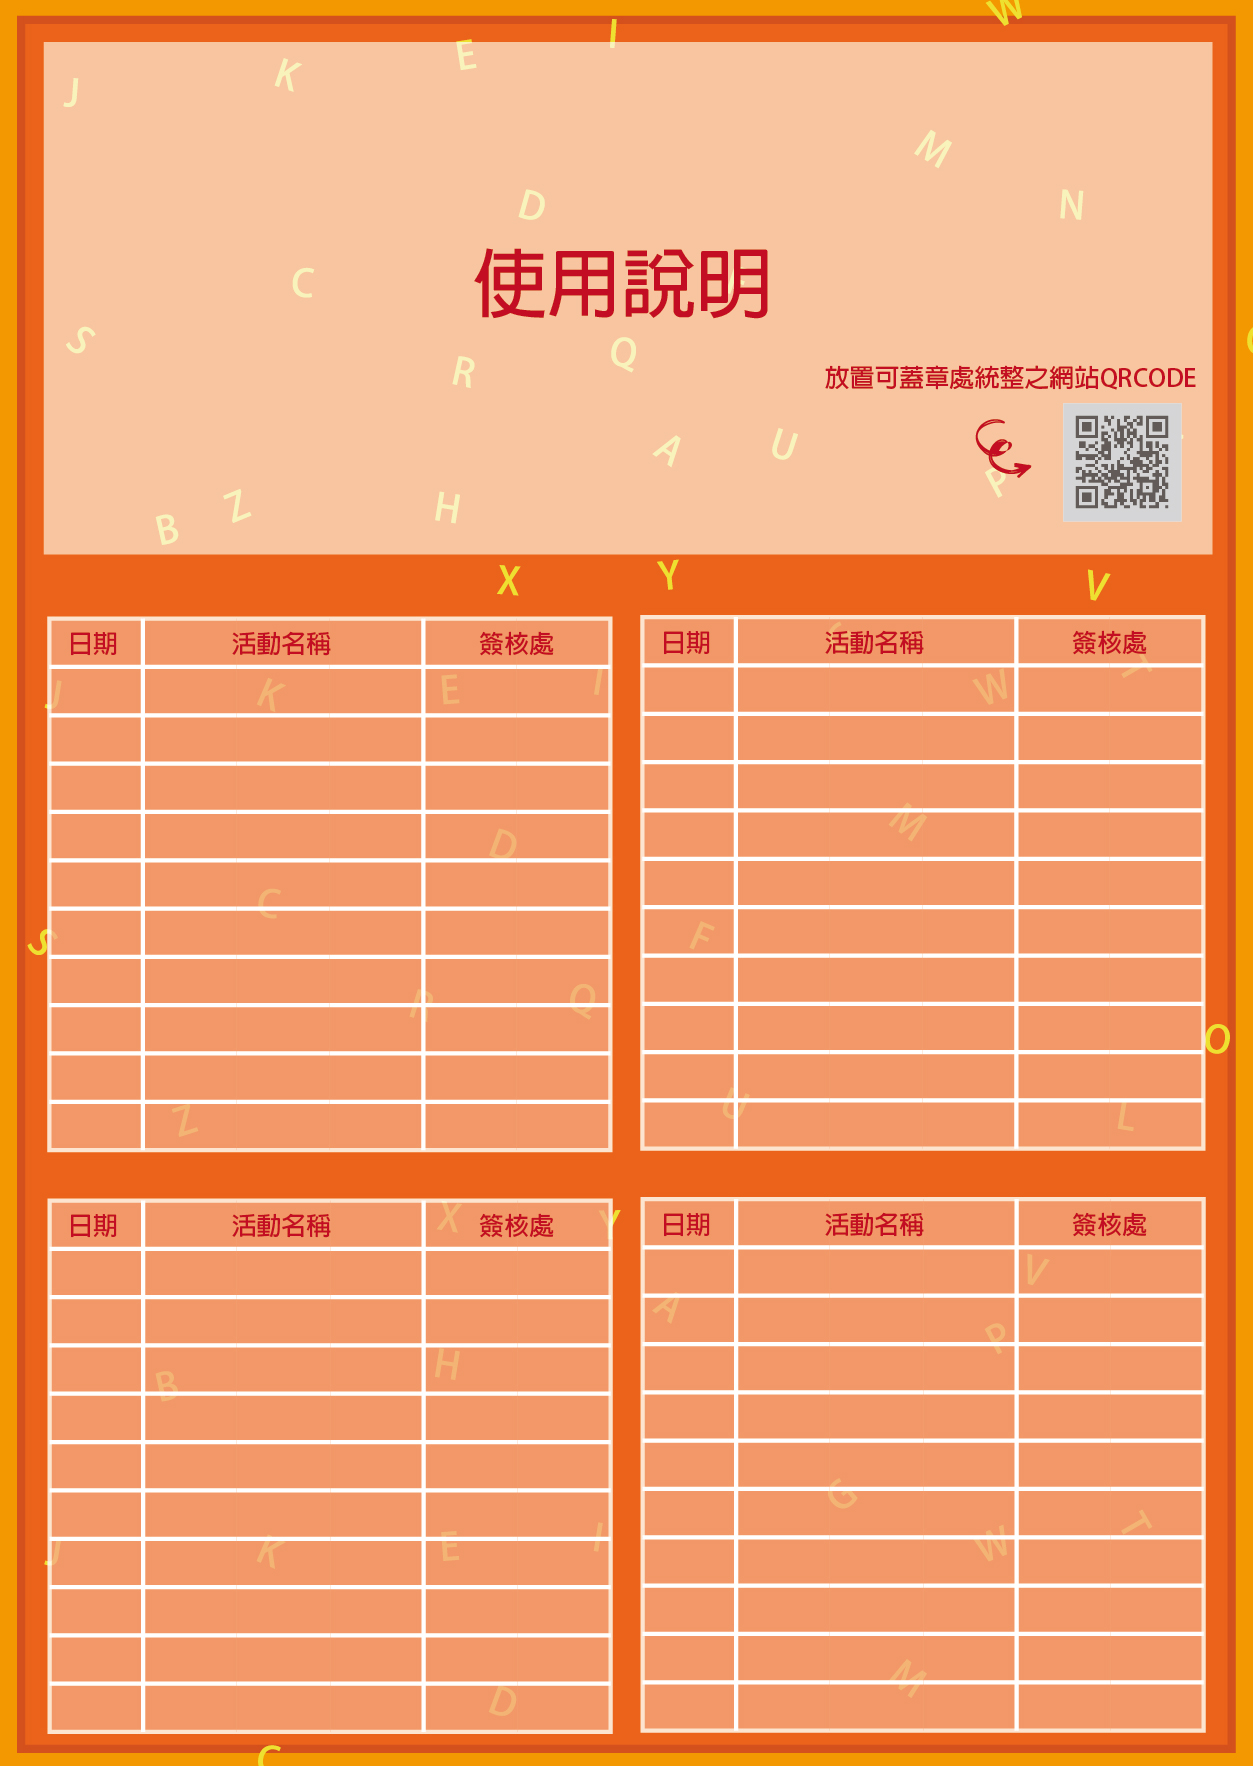 W
I
E
K
J
M
D
N
使用說明
C
S
Q
R
放置可蓋章處統整之網站QRCODE
A
U
P
H
Z
B
X
Y
V
日期 活動名稱 簽核處
日期 活動名稱 簽核處
J K E I
W T
D
M
C
F
S
R Q
O
Z
U L
日期 活動名稱 簽核處
日期 活動名稱 簽核處
X Y
V
A
P
B H
G
J K E I
W T
D
M
C